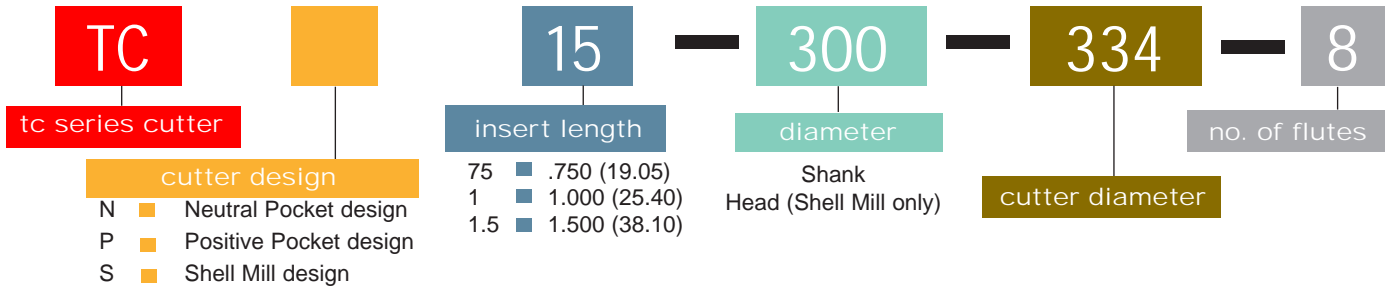 TC 15 — 300 — 334 — 8
tc series cutter
insert length
diameter
no. of flutes
cutter design
cutter diameter
75 .750 (19.05)
1 1.000 (25.40)
1.5 1.500 (38.10)
Shank
Head (Shell Mill only)
N Neutral Pocket design
P Positive Pocket design
S Shell Mill design